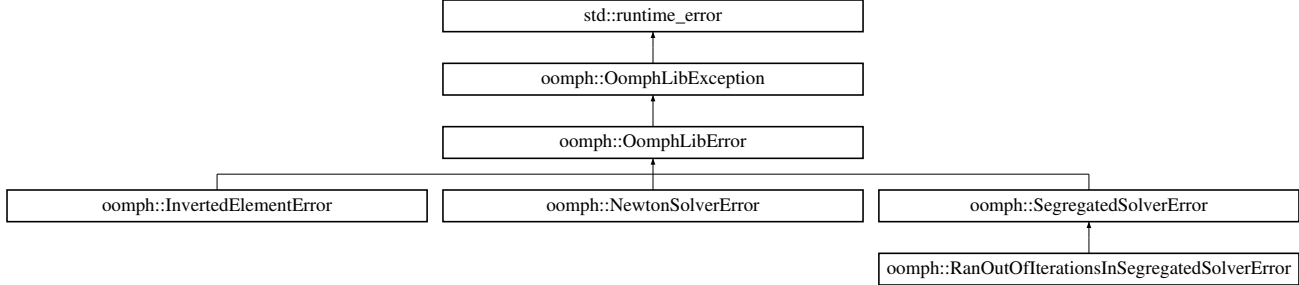 std::runtime_error
oomph::OomphLibException
oomph::OomphLibError
oomph::InvertedElementError
oomph::NewtonSolverError
oomph::SegregatedSolverError
oomph::RanOutOfIterationsInSegregatedSolverError